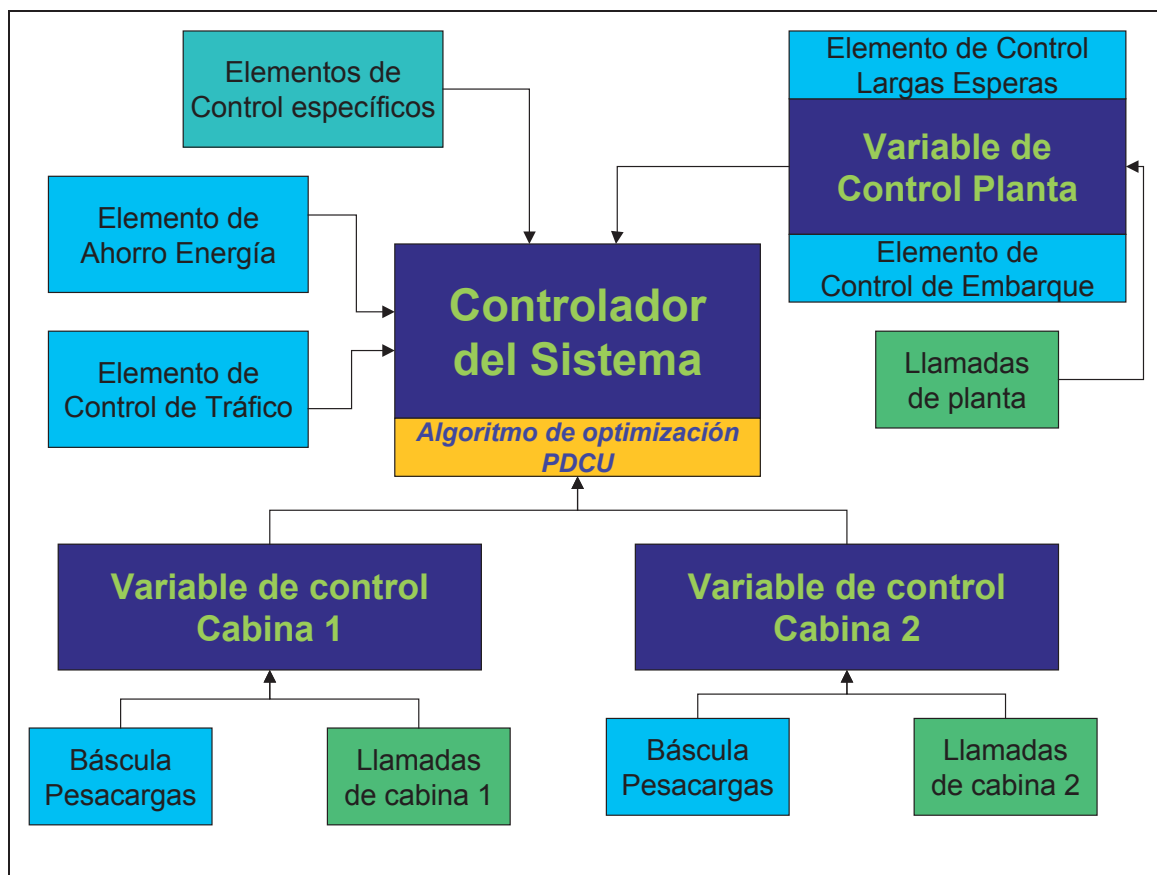 Elementos de
Control específicos
Elemento de Control
Largas Esperas
Variable de
Control Planta
Elemento de
Control de Embarque
Elemento de
Ahorro Energía
Controlador
del Sistema
Elemento de
Control de Tráfico
Llamadas
de planta
Algoritmo de optimización
PDCU
Variable de control
Cabina 1
Variable de control
Cabina 2
Báscula
Pesacargas
Llamadas
de cabina 1
Báscula
Pesacargas
Llamadas
de cabina 2